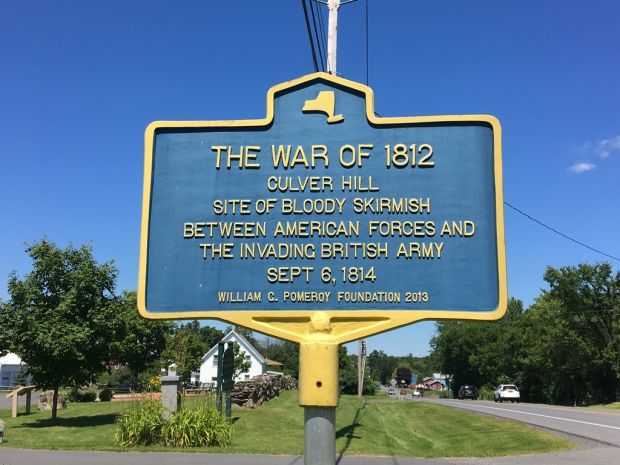 THE WAR OF 1812
CULVER HILL
SITE OF BLOODY SKIRMISH
BETWEEN AMERICAN FORCES AND
THE INVADING BRITISH ARMY
SEPT 6, 1814
WILLIAM G. POMEROY FOUNDATION 2013